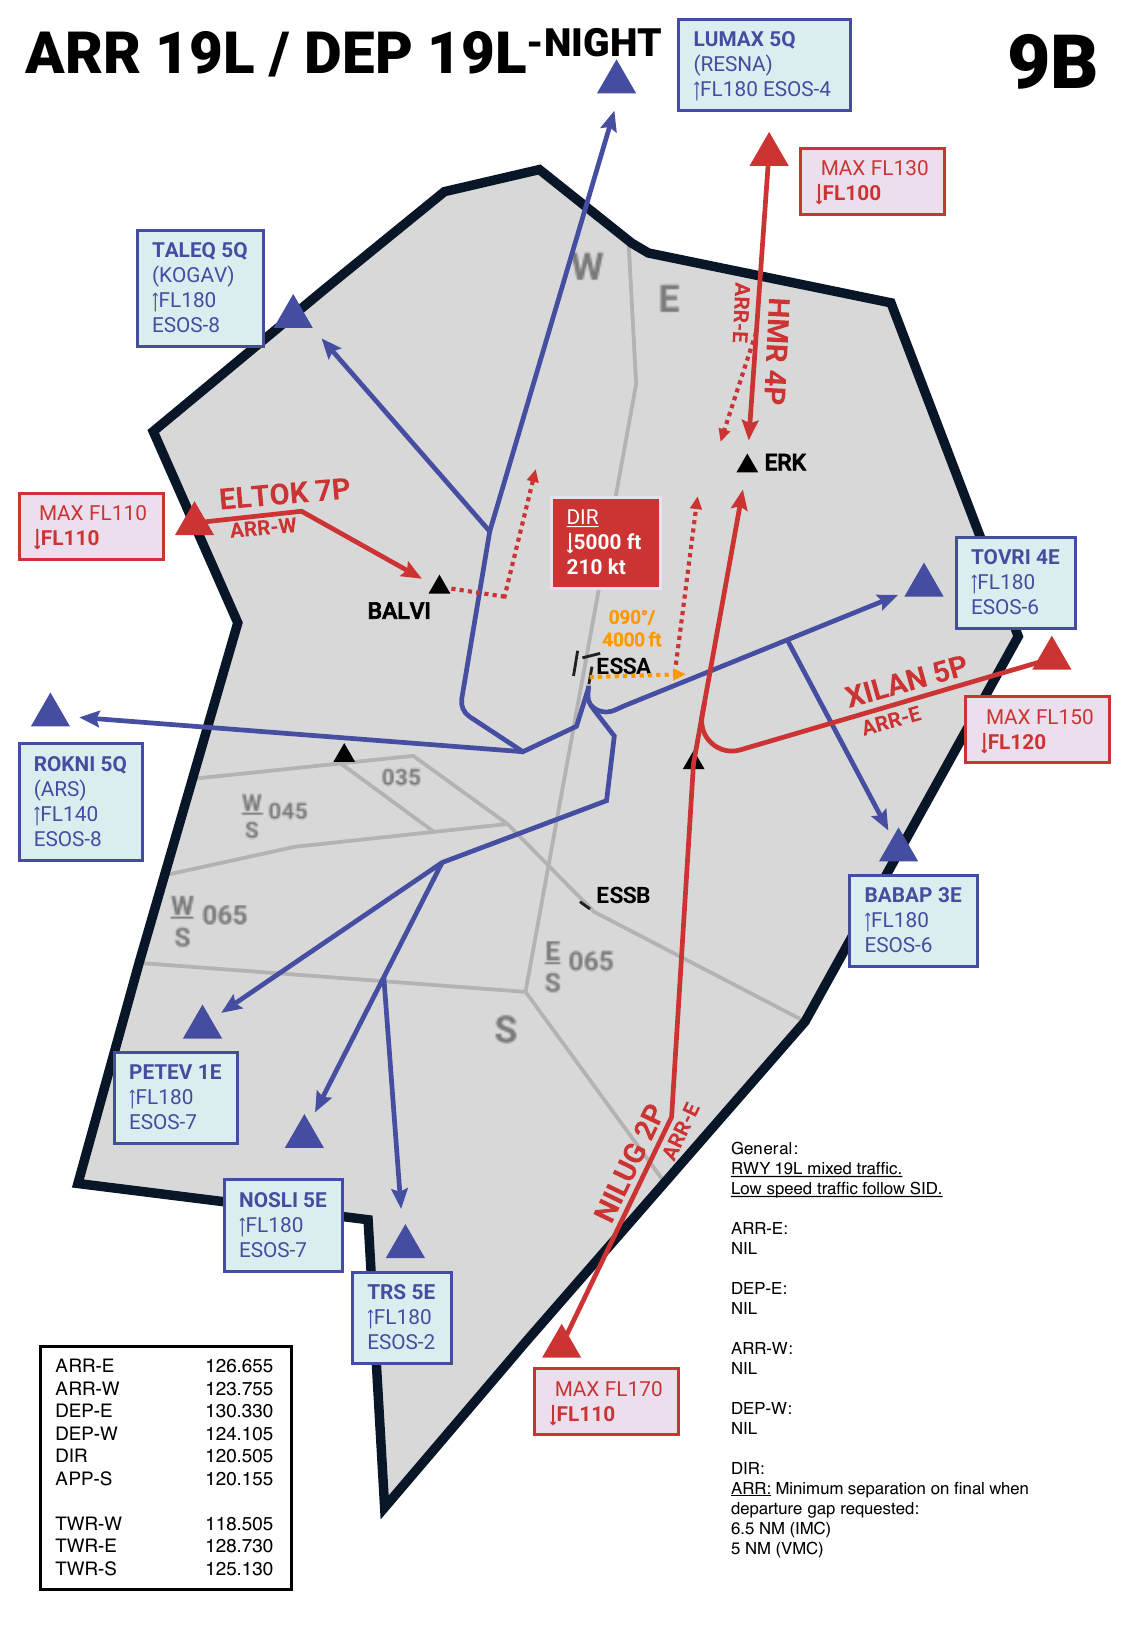 ARR 19L / DEP 19L-NIGHT
9B
LUMAX 5Q
(RESNA)
↑FL180 ESOS-4
MAX FL130
↓FL100
TALEQ 5Q
(KOGAV)
↑FL180
ESOS-8
W
E
ARR-E
HMR 4P
ERK
ELTOK 7P
ARR-W
MAX FL110
↓FL110
DIR
↓5000 ft
210 kt
BALVI
090°/
4000 ft
ESSA
TOVRI 4E
↑FL180
ESOS-6
XILAN 5P
ARR-E
MAX FL150
↓FL120
ROKNI 5Q
(ARS)
↑FL140
ESOS-8
035
W
S
045
W
S
065
ESSB
E
S
065
S
BABAP 3E
↑FL180
ESOS-6
PETEV 1E
↑FL180
ESOS-7
NOSLI 5E
↑FL180
ESOS-7
TRS 5E
↑FL180
ESOS-2
NILUG 2P
ARR-E
MAX FL170
↓FL110
General:
RWY 19L mixed traffic.
Low speed traffic follow SID.
ARR-E:
NIL
DEP-E:
NIL
ARR-W:
NIL
DEP-W:
NIL
DIR:
ARR: Minimum separation on final when
departure gap requested:
6.5 NM (IMC)
5 NM (VMC)
ARR-E 126.655
ARR-W 123.755
DEP-E 130.330
DEP-W 124.105
DIR 120.505
APP-S 120.155
TWR-W 118.505
TWR-E 128.730
TWR-S 125.130